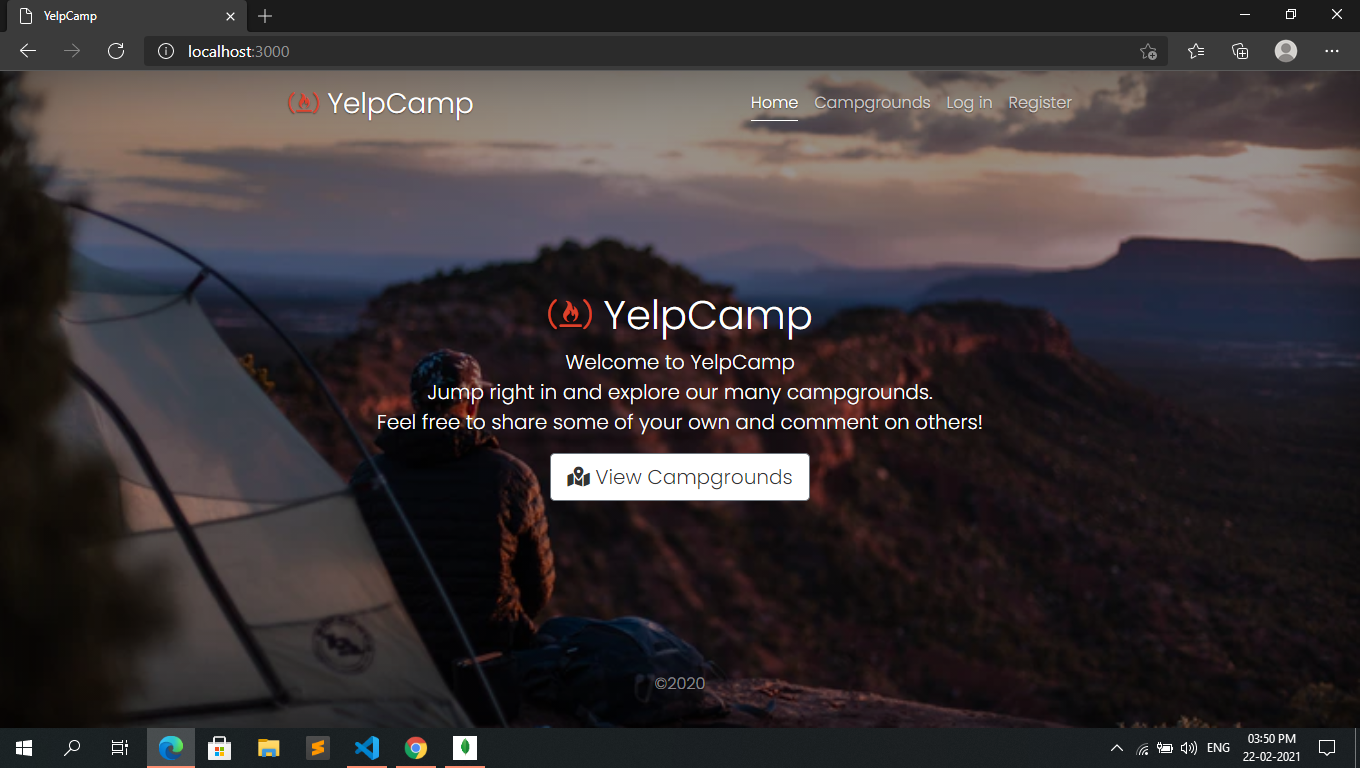 YelpCamp
localhost:3000
YelpCamp
Home Campgrounds Log in Register
YelpCamp
Welcome to YelpCamp
Jump right in and explore our many campgrounds.
Feel free to share some of your own and comment on others!
View Campgrounds
©2020
ENG
03:50 PM
22-02-2021